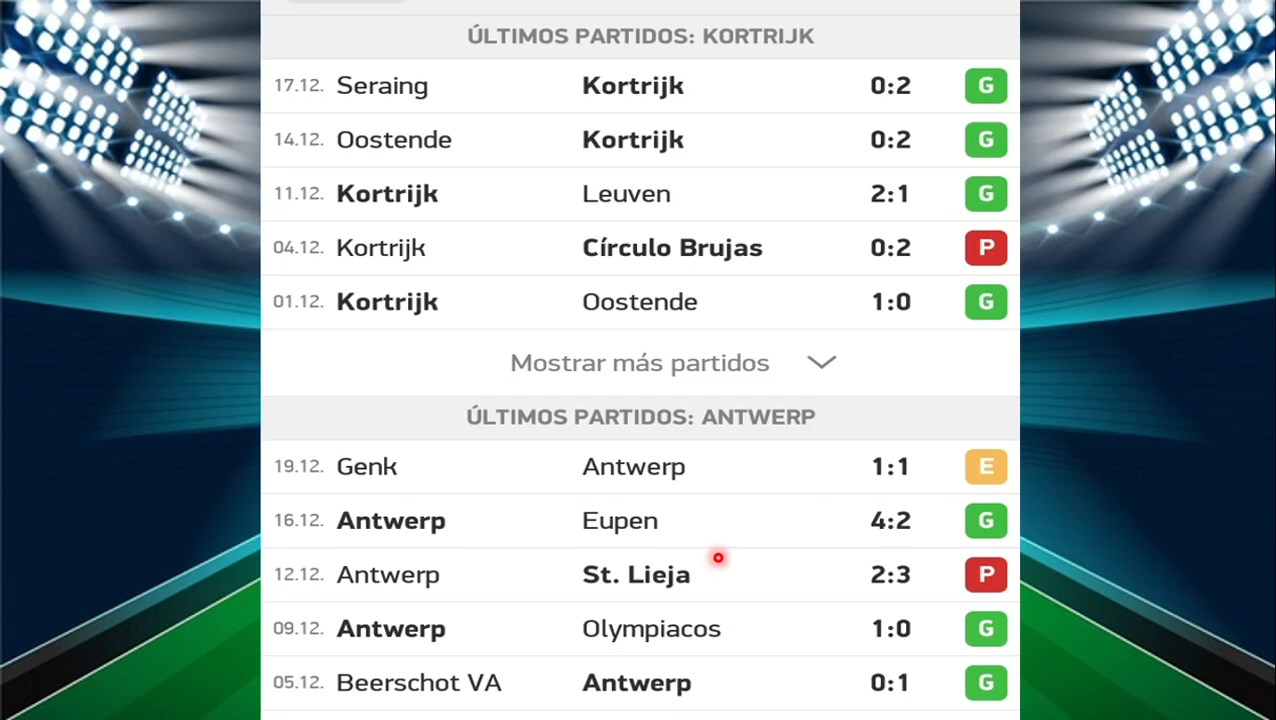 ÚLTIMOS PARTIDOS: KORTRIJK
17.12. Seraing Kortrijk 0:2 G
14.12. Oostende Kortrijk 0:2 G
11.12. Kortrijk Leuven 2:1 G
04.12. Kortrijk Círculo Brujas 0:2 P
01.12. Kortrijk Oostende 1:0 G
Mostrar más partidos
ÚLTIMOS PARTIDOS: ANTWERP
19.12. Genk Antwerp 1:1 E
16.12. Antwerp Eupen 4:2 G
12.12. Antwerp St. Lieja 2:3 P
09.12. Antwerp Olympiacos 1:0 G
05.12. Beerschot VA Antwerp 0:1 G